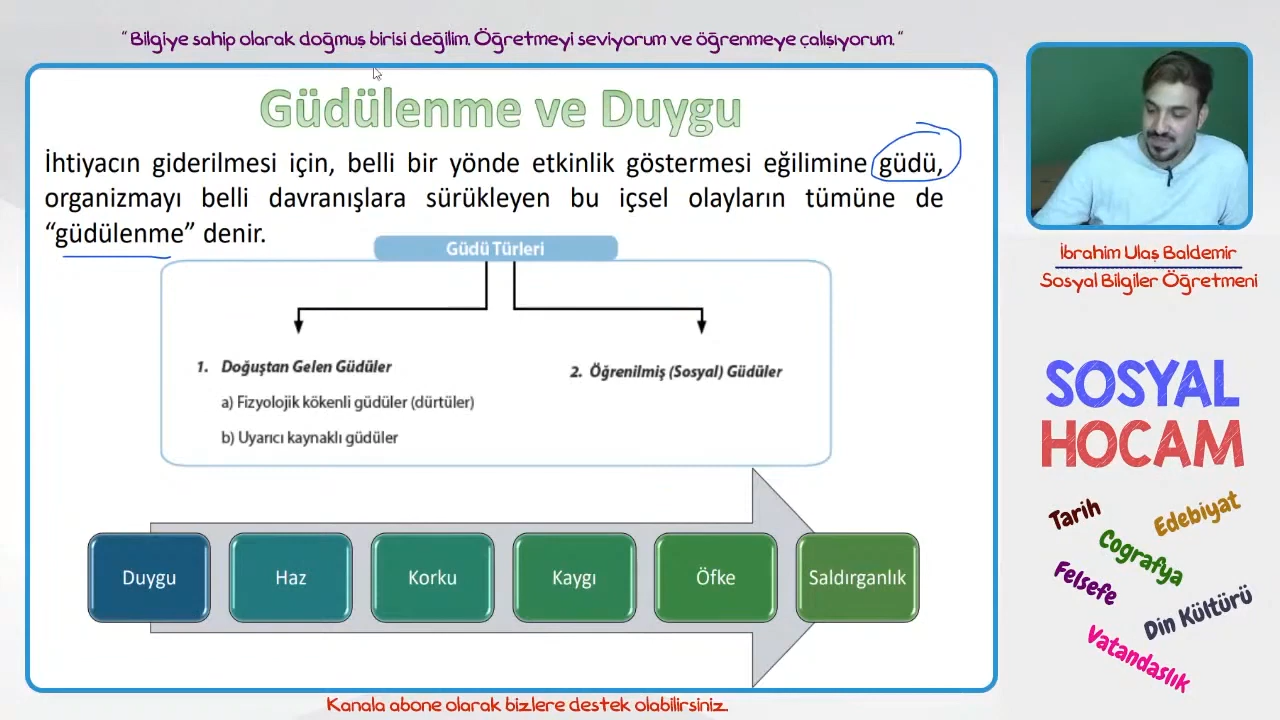 “ Bilgiye sahip olarak doğmuş birisi değilim. Öğretmeyi seviyorum ve öğrenmeye çalışıyorum. “
Güdülenme ve Duygu
İhtiyacın giderilmesi için, belli bir yönde etkinlik göstermesi eğilimine güdü,
organizmayı belli davranışlara sürükleyen bu içsel olayların tümüne de
“güdülenme” denir.
Güdü Türleri
1. Doğuştan Gelen Güdüler
a) Fizyolojik kökenli güdüler (dürtüler)
b) Uyarıcı kaynaklı güdüler
2. Öğrenilmiş (Sosyal) Güdüler
Duygu
Haz
Korku
Kaygı
Öfke
Saldırganlık
İbrahim Ulaş Baldemir
Sosyal Bilgiler Öğretmeni
SOSYAL
HOCAM
Tarih
Edebiyat
Coğrafya
Felsefe
Din Kültürü
Vatandaslık
Kanala abone olarak bizlere destek olabilirsiniz.